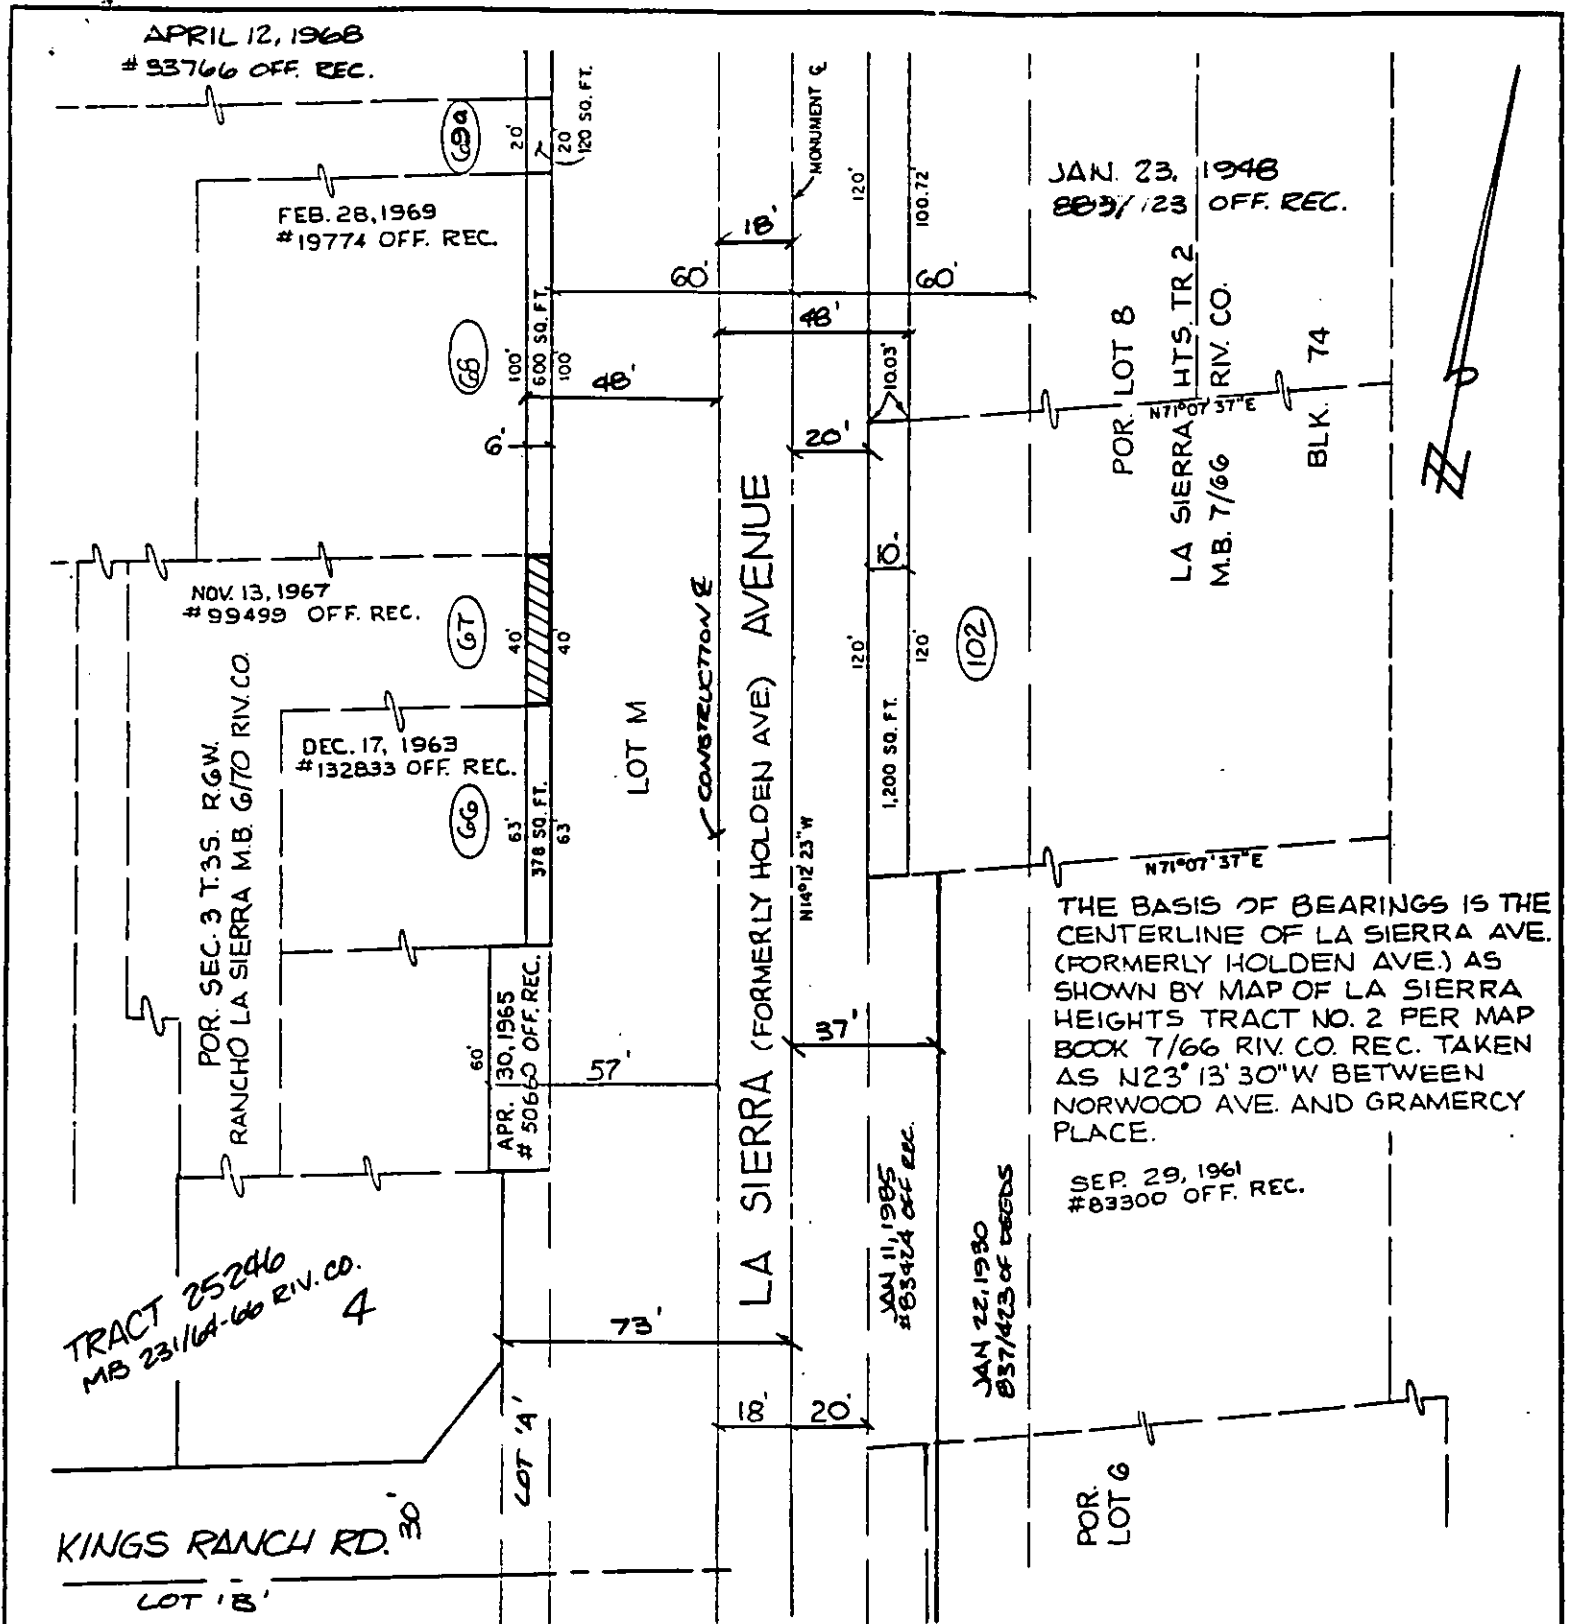 APRIL 12, 1968
#33766 OFF. REC.
69a
20'
20'
120 SQ. FT.
MONUMENT ℄
FEB. 28, 1969
#19774 OFF. REC.
18'
60'
60'
48'
120'
100.72'
JAN. 23, 1948
883/123 OFF. REC.
68
100'
600 SQ. FT.
100'
48'
6'
10.03'
20'
POR. LOT 8
LA SIERRA HTS. TR 2
M.B. 7/66 RIV. CO.
BLK. 74
N71°07'37"E
NOV. 13, 1967
#99499 OFF. REC.
67
40'
40'
10'
120'
120'
1,200 SQ. FT.
102
POR. SEC. 3 T.3S. R.6W.
RANCHO LA SIERRA M.B. 6/70 RIV. CO.
DEC. 17, 1963
#132833 OFF. REC.
66
63'
378 SQ. FT.
63'
LOT M
CONSTRUCTION ℄
LA SIERRA (FORMERLY HOLDEN AVE) AVENUE
N14°12'23"W
N71°07'37"E
THE BASIS OF BEARINGS IS THE
CENTERLINE OF LA SIERRA AVE.
(FORMERLY HOLDEN AVE.) AS
SHOWN BY MAP OF LA SIERRA
HEIGHTS TRACT NO. 2 PER MAP
BOOK 7/66 RIV. CO. REC. TAKEN
AS N23°13'30"W BETWEEN
NORWOOD AVE. AND GRAMERCY
PLACE.
60'
APR. 30, 1965
#50660 OFF. REC.
57'
37'
JAN 11, 1985
#83424 OFF REC.
JAN 22, 1930
837/423 OF DEEDS
SEP. 29, 1961
#83300 OFF. REC.
TRACT 25246
MB 231/64-66 RIV. CO.
4
73'
18'
20'
LOT 'A'
POR.
LOT 6
KINGS RANCH RD.
30'
LOT 'B'